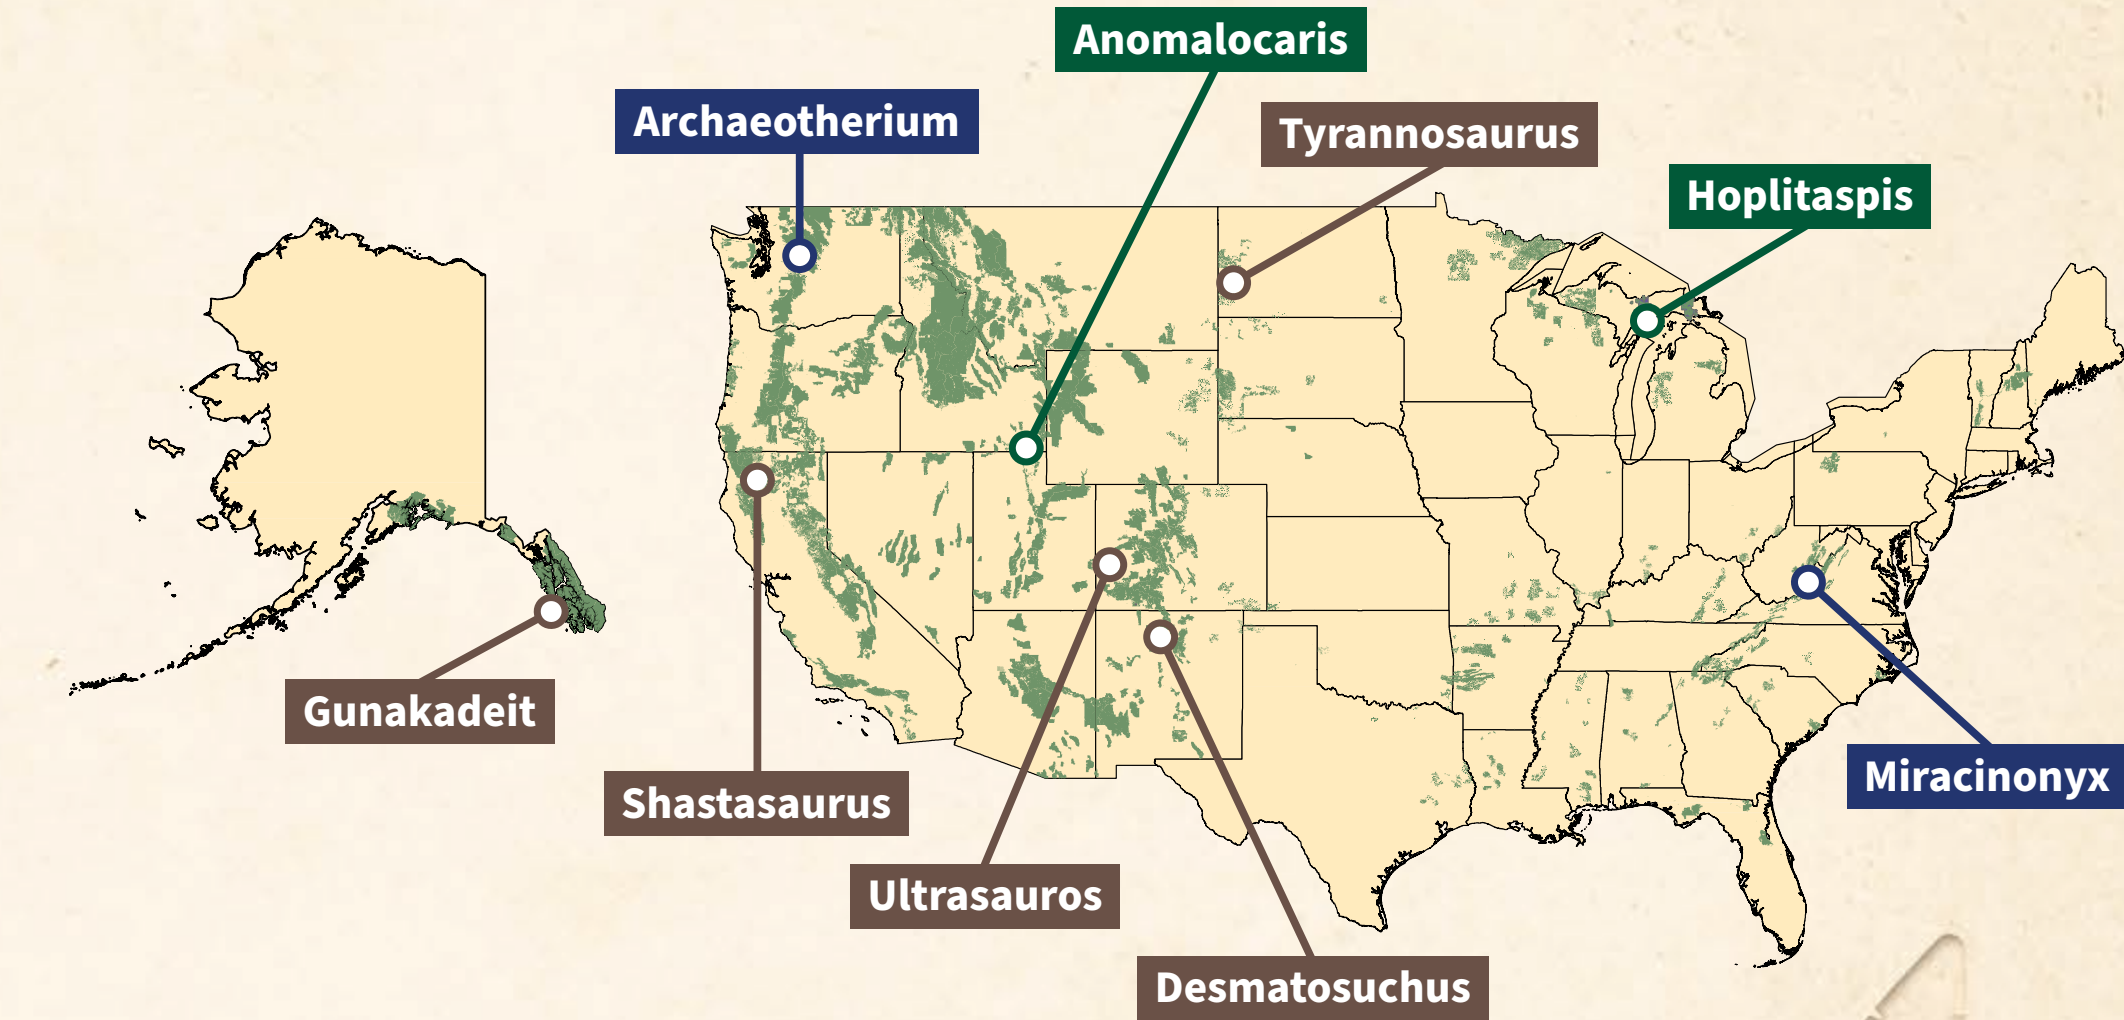 Anomalocaris
Archaeotherium
Tyrannosaurus
Hoplitaspis
Gunakadeit
Shastasaurus
Miracinonyx
Ultrasauros
Desmatosuchus